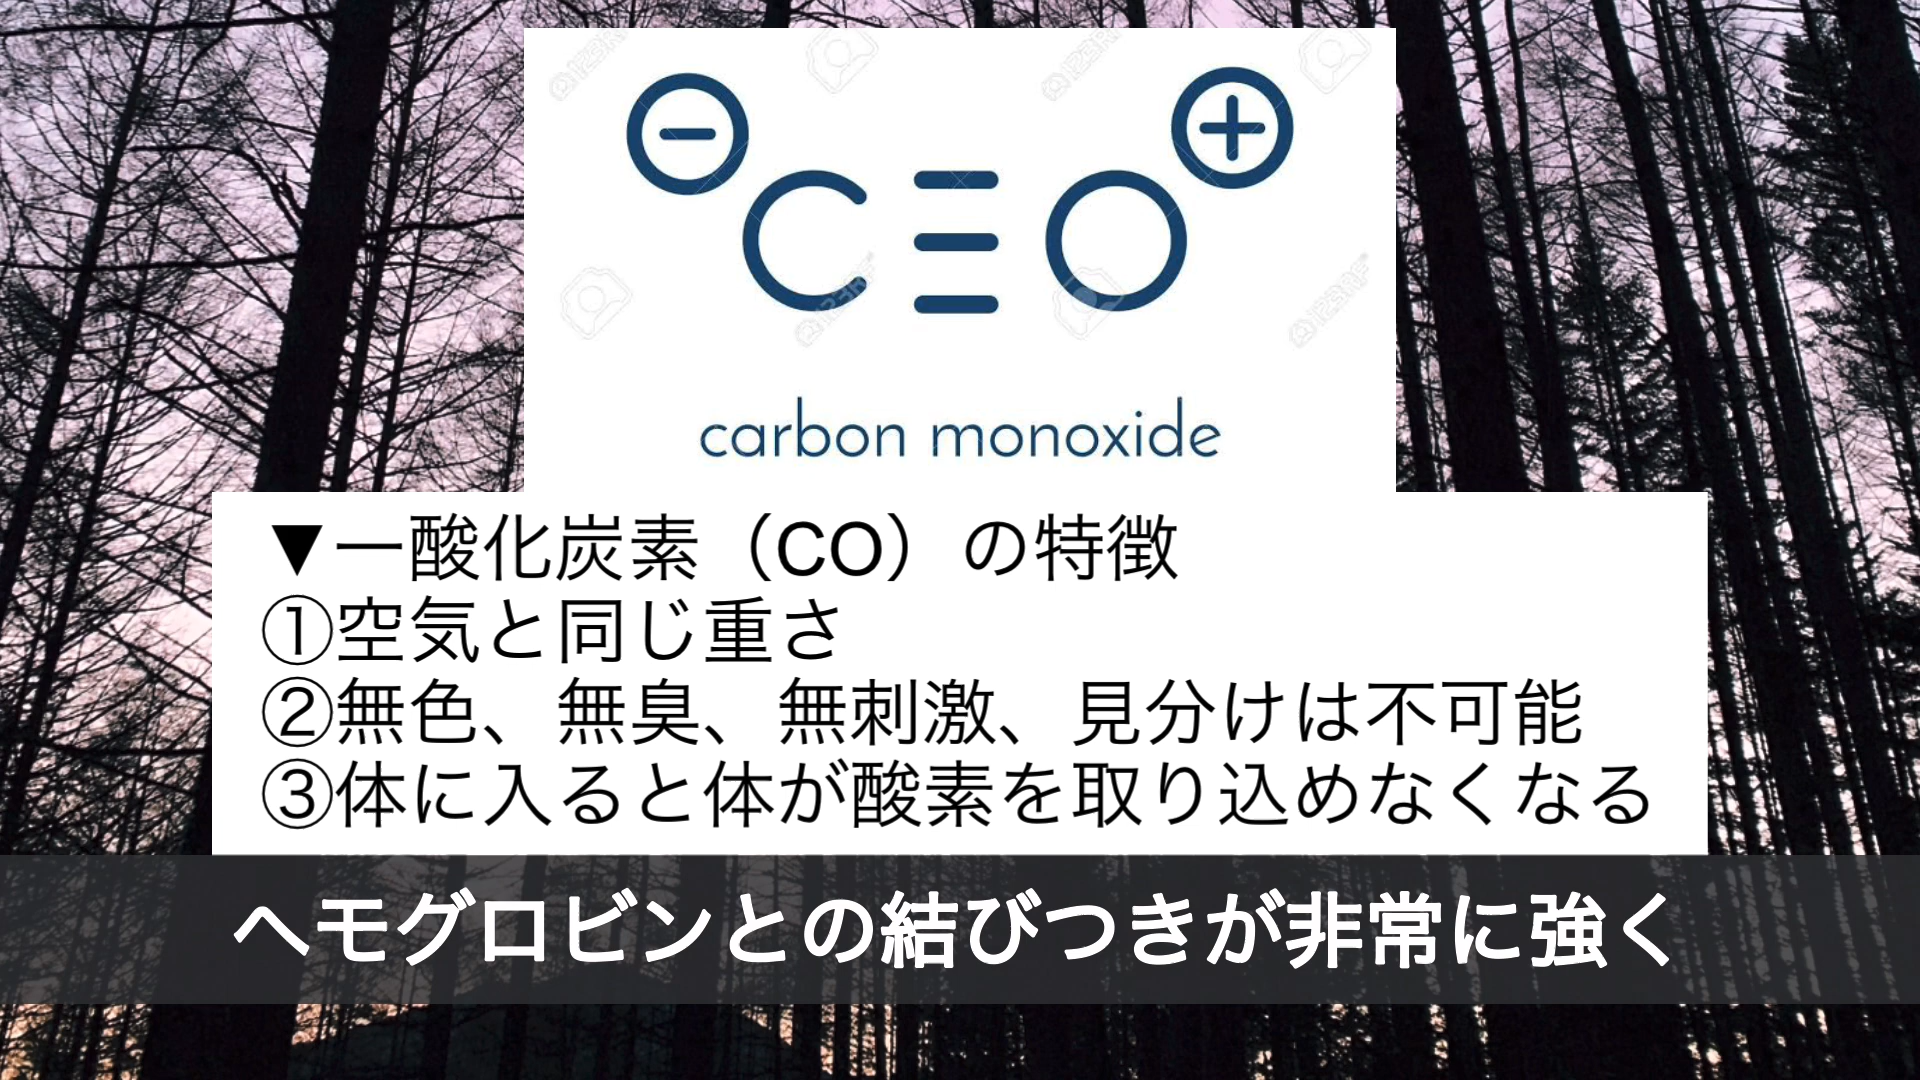 − C ≡ O +
carbon monoxide
▼一酸化炭素（CO）の特徴
①空気と同じ重さ
②無色、無臭、無刺激、見分けは不可能
③体に入ると体が酸素を取り込めなくなる
ヘモグロビンとの結びつきが非常に強く